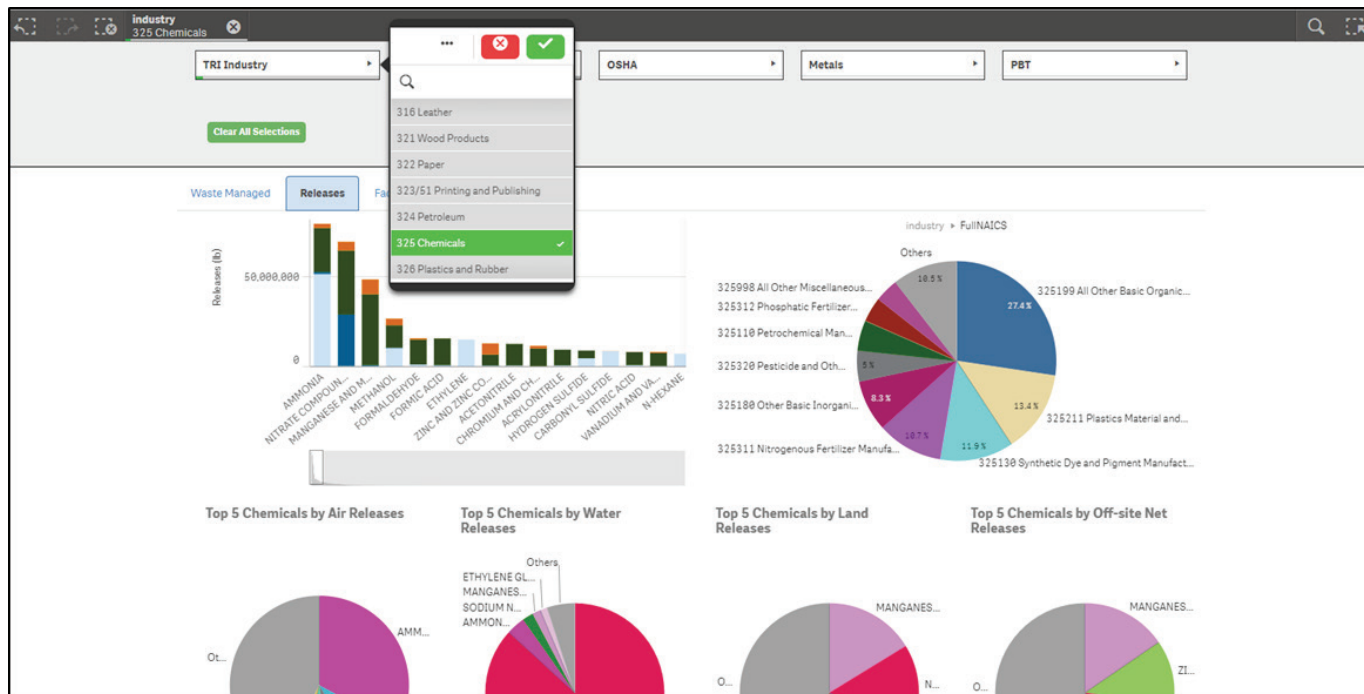 industry
325 Chemicals
TRI Industry
OSHA
Metals
PBT
•••
316 Leather
321 Wood Products
322 Paper
323/51 Printing and Publishing
324 Petroleum
325 Chemicals
326 Plastics and Rubber
Clear All Selections
Waste Managed
Releases
Fac
Releases (lb)
50,000,000
0
AMMONIA
NITRATE COMPOUN...
MANGANESE AND M...
METHANOL
FORMALDEHYDE
FORMIC ACID
ETHYLENE
ZINC AND ZINC CO...
ACETONITRILE
CHROMIUM AND CH...
ACRYLONITRILE
HYDROGEN SULFIDE
CARBONYL SULFIDE
NITRIC ACID
VANADIUM AND VA...
N-HEXANE
industry ▸ FullNAICS
Others
10.5%
325998 All Other Miscellaneous...
325312 Phosphatic Fertilizer...
325110 Petrochemical Man...
325320 Pesticide and Oth...
5%
325180 Other Basic Inorgani...
8.3%
325311 Nitrogenous Fertilizer Manufa...
10.7%
325199 All Other Basic Organic...
27.4%
13.4%
325211 Plastics Material and...
11.9%
325130 Synthetic Dye and Pigment Manufact...
Top 5 Chemicals by Air Releases
Top 5 Chemicals by Water
Releases
Top 5 Chemicals by Land
Releases
Top 5 Chemicals by Off-site Net
Releases
AMM...
Ot...
Others
ETHYLENE GL...
MANGANES...
SODIUM N...
AMMON...
MANGANES...
O...
N...
MANGANES...
ZI...
O...